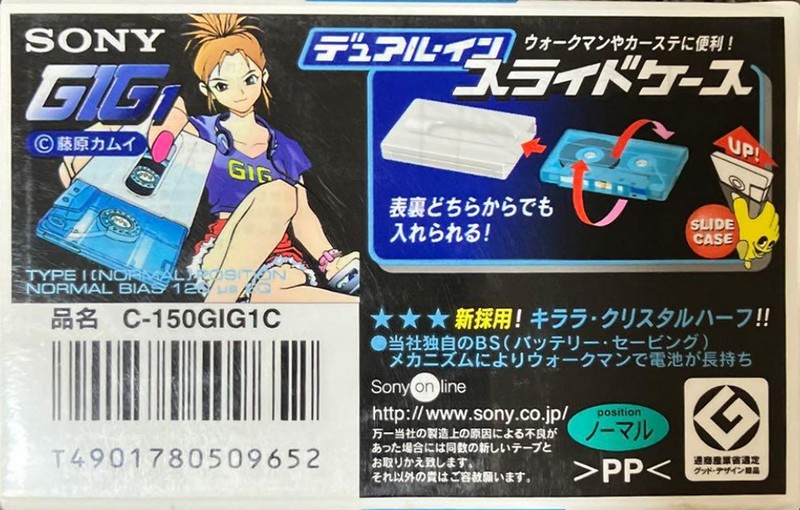 SONY
GIG1
©藤原カムイ
GIG
TYPE I (NORMAL) POSITION
NORMAL BIAS 120 μs EQ
品名 C-150GIG1C
T4901780509652
デュアル・イン
ウォークマンやカーステに便利!
スライドケース
表裏どちらからでも
入れられる!
UP!
SLIDE
CASE
★★★新採用! キララ・クリスタルハーフ!!
●当社独自のBS(バッテリー・セービング)
メカニズムによりウォークマンで電池が長持ち
Sony on line
http://www.sony.co.jp/
万一当社の製造上の原因による不良が
あった場合には同数の新しいテープと
お取りかえ致します。
それ以外の責はご容赦願います。
position
ノーマル
>PP<
G
通商産業省選定
グッド・デザイン商品